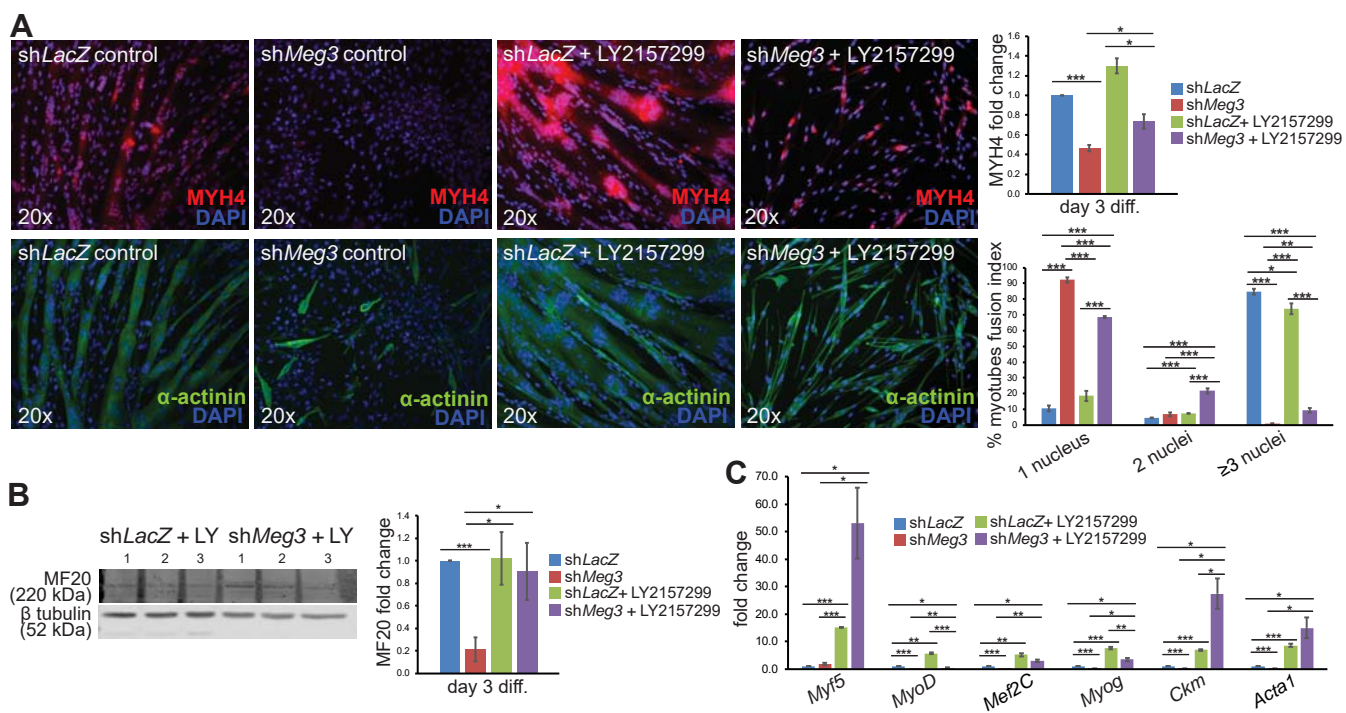 A
shLacZ control
MYH4
DAPI
20x
shMeg3 control
MYH4
DAPI
20x
shLacZ + LY2157299
MYH4
DAPI
20x
shMeg3 + LY2157299
MYH4
DAPI
20x
shLacZ control
α-actinin
DAPI
20x
shMeg3 control
α-actinin
DAPI
20x
shLacZ + LY2157299
α-actinin
DAPI
20x
shMeg3 + LY2157299
α-actinin
DAPI
20x
MYH4 fold change
1.6
1.4
1.2
1.0
0.8
0.6
0.4
0.2
0.0
***
*
*
day 3 diff.
shLacZ
shMeg3
shLacZ+ LY2157299
shMeg3 + LY2157299
% myotubes fusion index
100
90
80
70
60
50
40
30
20
10
0
***
***
***
***
***
***
***
***
***
***
**
***
*
***
***
1 nucleus
2 nuclei
≥3 nuclei
B
shLacZ + LY shMeg3 + LY
1 2 3 1 2 3
MF20
(220 kDa)
β tubulin
(52 kDa)
MF20 fold change
1.4
1.2
1.0
0.8
0.6
0.4
0.2
0.0
*
*
***
day 3 diff.
shLacZ
shMeg3
shLacZ+ LY2157299
shMeg3 + LY2157299
C
fold change
70.0
60.0
50.0
40.0
30.0
20.0
10.0
0.0
shLacZ
shMeg3
shLacZ+ LY2157299
shMeg3 + LY2157299
*
*
***
***
*
**
***
**
***
*
**
**
***
*
*
**
***
***
*
*
*
***
***
*
*
***
***
Myf5
MyoD
Mef2C
Myog
Ckm
Acta1